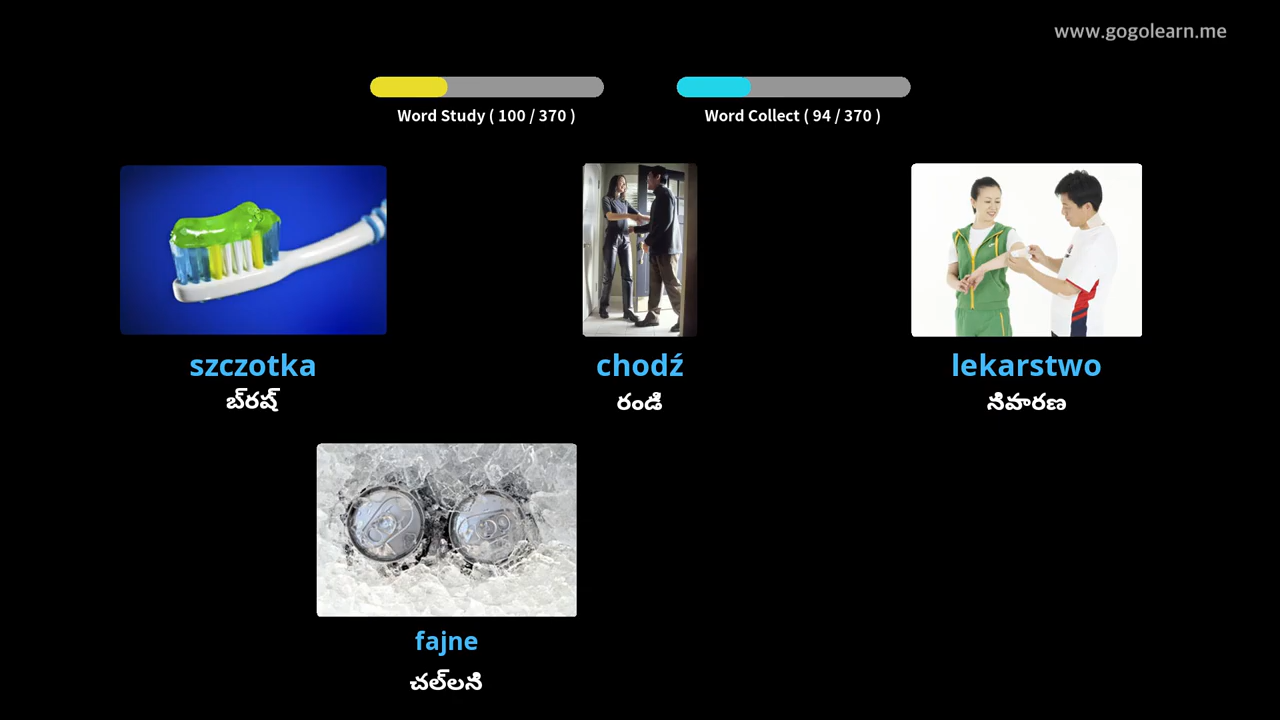 www.gogolearn.me
Word Study ( 100 / 370 )
Word Collect ( 94 / 370 )
szczotka
బ్‌రష్
chodź
రండి
lekarstwo
నివారణ
fajne
చల్‌లని